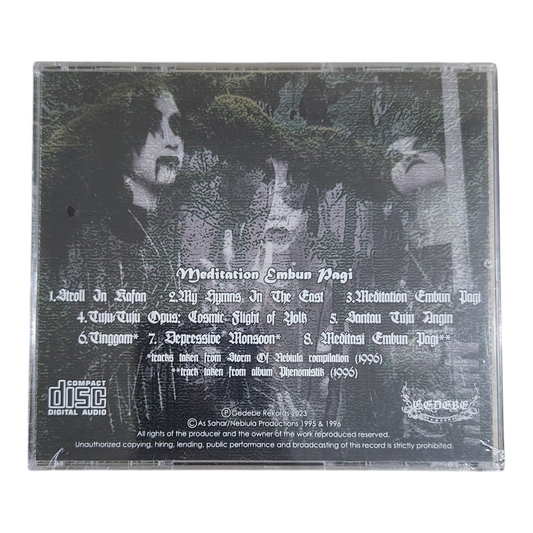 Meditation Embun Pagi
1.Stroll In Kafan 2.My Hymns In The East 3.Meditation Embun Pagi
4.Tuju-Tuju Opus: Cosmic Flight of Yolk 5. Santau Tuju Angin
6.Tinggam* 7. Depressive Monsoon* 8. Meditasi Embun Pagi**
*tracks taken from Storm Of Nebiula compilation (1996)
**track taken from album Phenomistik (1996)
COMPACT
disc
DIGITAL AUDIO
GEDEBE
Ⓟ Gedebe Rekords 2023
© As Sahar/Nebiula Productions 1995 & 1996
All rights of the producer and the owner of the work reproduced reserved.
Unauthorized copying, hiring, lending, public performance and broadcasting of this record is strictly prohibited.